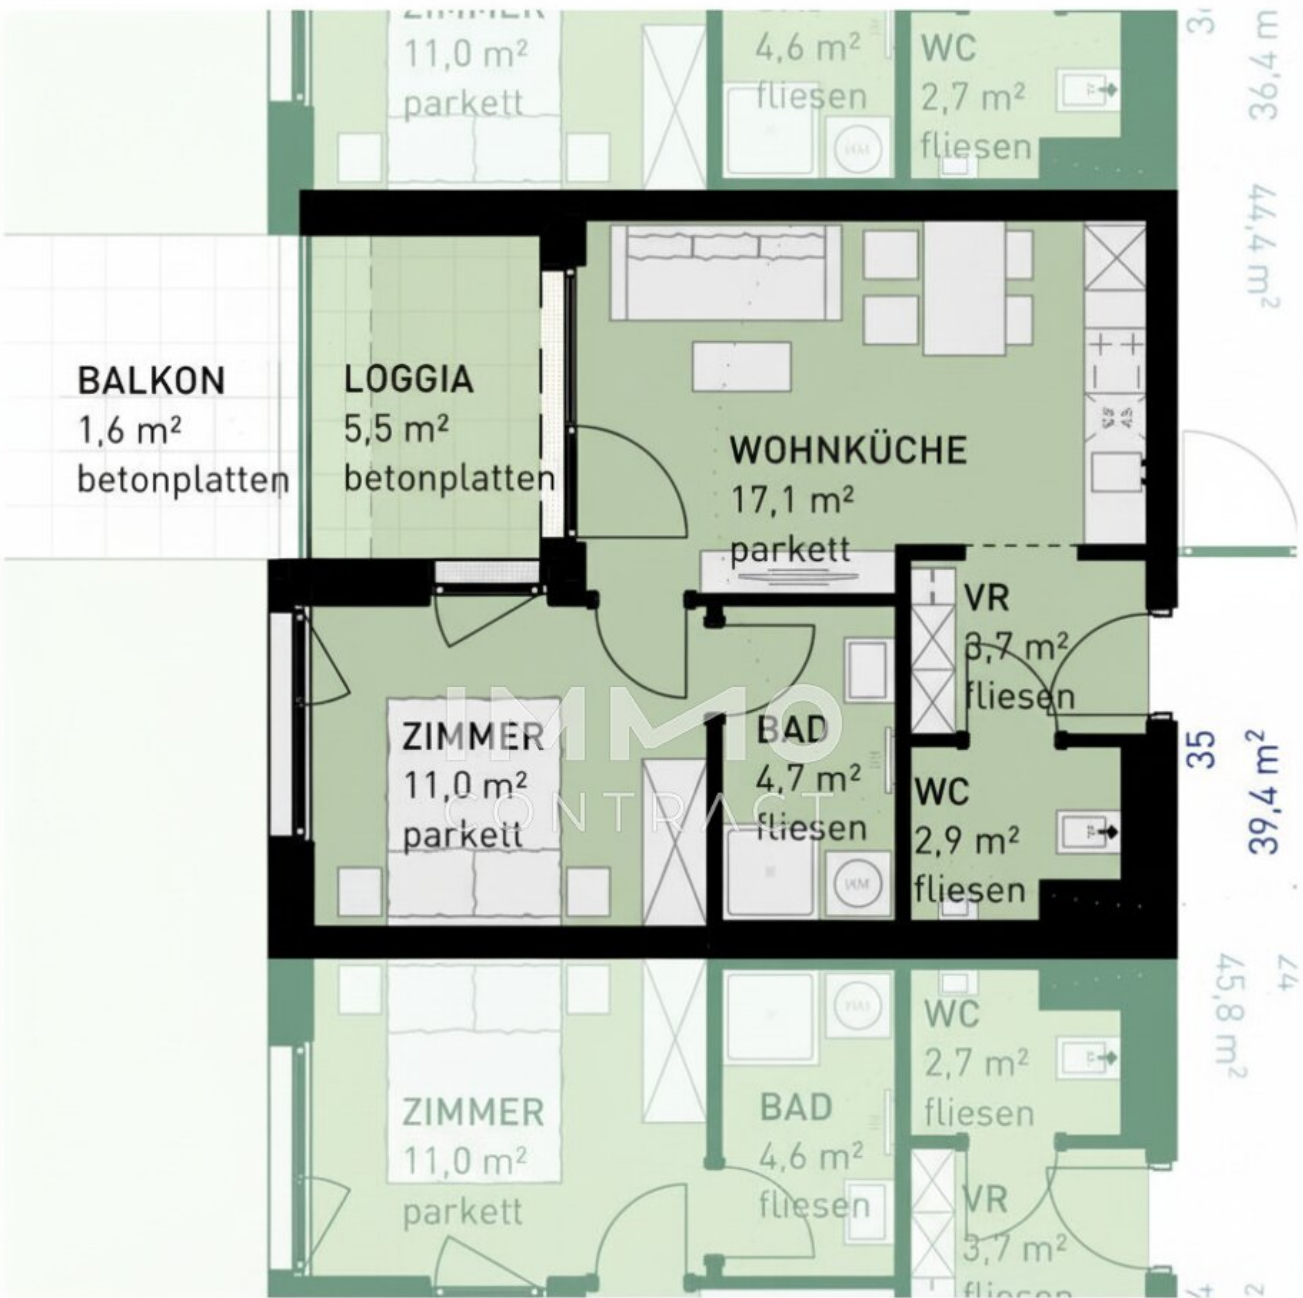 ZIMMER
11,0 m²
parkett
4,6 m²
fliesen
WC
2,7 m²
fliesen
36,4 m
44,4 m²
BALKON
1,6 m²
betonplatten
LOGGIA
5,5 m²
betonplatten
WOHNKÜCHE
17,1 m²
parkett
VR
3,7 m²
fliesen
ZIMMER
11,0 m²
parkett
BAD
4,7 m²
fliesen
WC
2,9 m²
fliesen
35
39,4 m²
IMMO
CONTRACT
45,8 m²
WC
2,7 m²
fliesen
ZIMMER
11,0 m²
parkett
BAD
4,6 m²
fliesen
VR
3,7 m²
fliesen